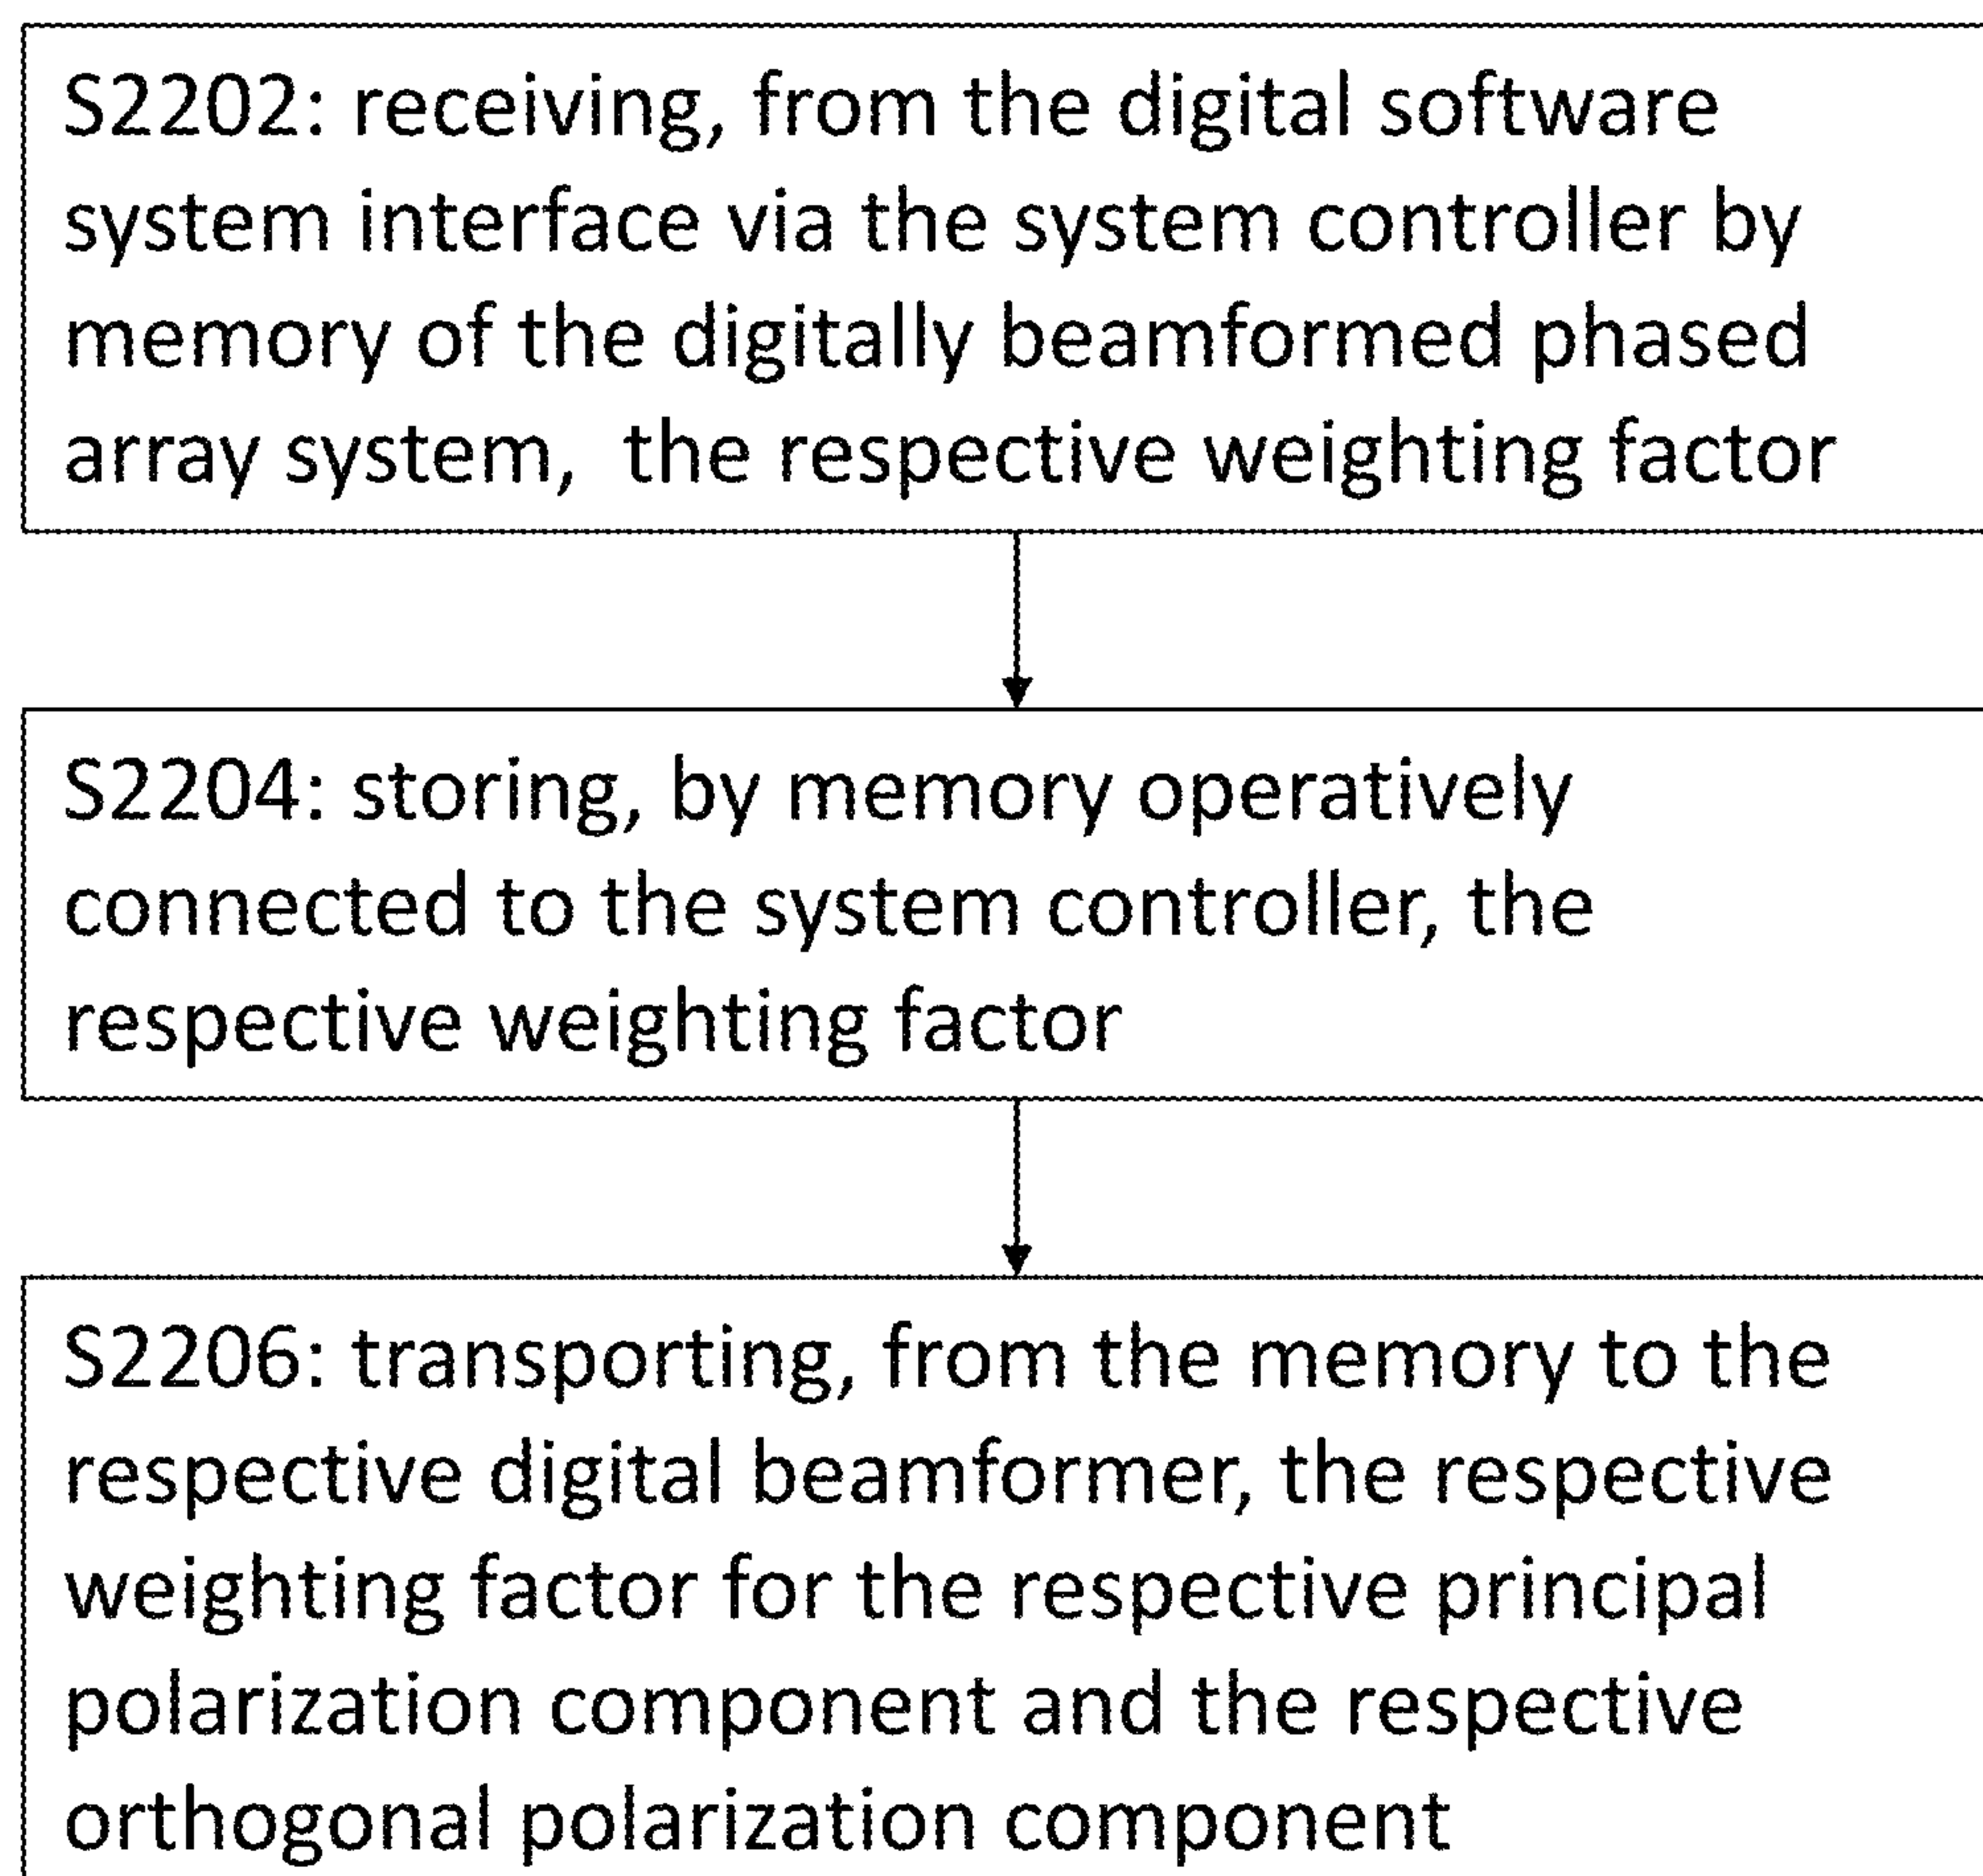 S2202: receiving, from the digital software
system interface via the system controller by
memory of the digitally beamformed phased
array system,  the respective weighting factor
S2204: storing, by memory operatively
connected to the system controller, the
respective weighting factor
S2206: transporting, from the memory to the
respective digital beamformer, the respective
weighting factor for the respective principal
polarization component and the respective
orthogonal polarization component